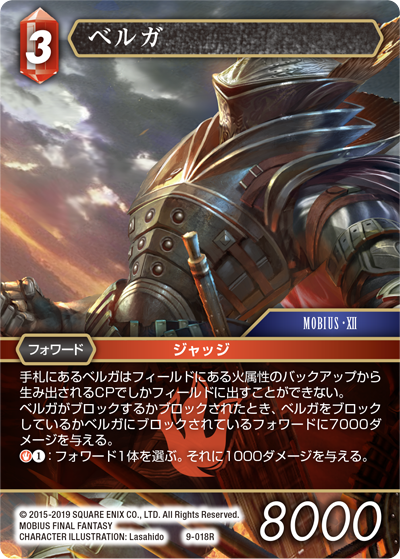 3
ベルガ
MOBIUS・XII
フォワード
ジャッジ
手札にあるベルガはフィールドにある火属性のバックアップから
生み出されるCPでしかフィールドに出すことができない。
ベルガがブロックするかブロックされたとき、ベルガをブロック
しているかベルガにブロックされているフォワードに7000ダ
メージを与える。
1：フォワード1体を選ぶ。それに1000ダメージを与える。
© 2015-2019 SQUARE ENIX CO., LTD. All Rights Reserved.
MOBIUS FINAL FANTASY
CHARACTER ILLUSTRATION: Lasahido
9-018R
8000